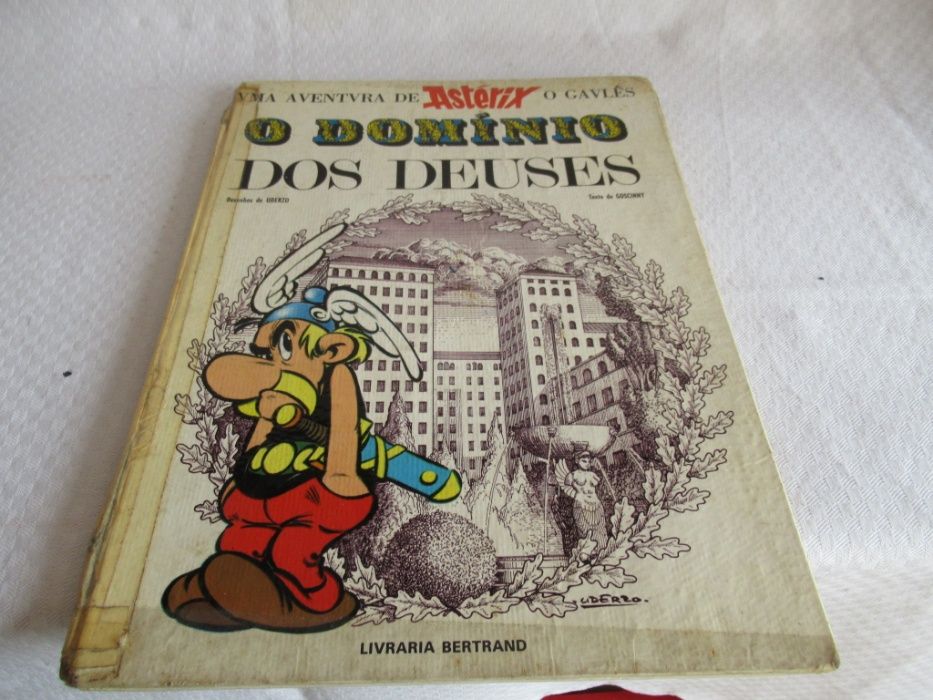 VMA AVENTVRA DE Astérix O GAVLÊS
O DOMÍNIO
DOS DEUSES
Desenhos de UDERZO Texto de GOSCINNY
UDERZO.
LIVRARIA BERTRAND